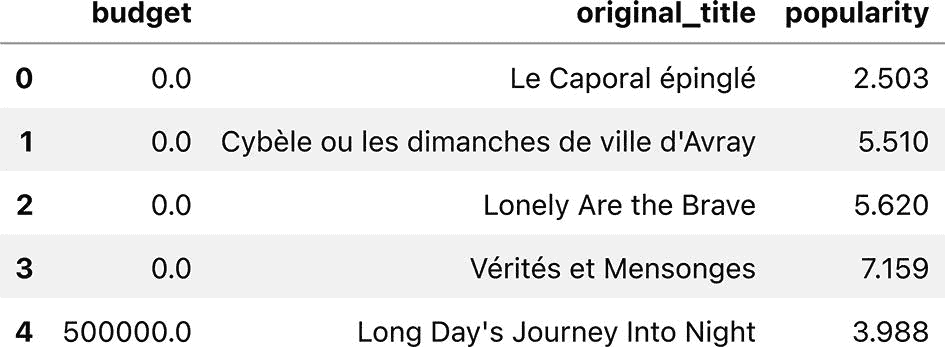 budget original_title popularity
0 0.0 Le Caporal épinglé 2.503
1 0.0 Cybèle ou les dimanches de ville d'Avray 5.510
2 0.0 Lonely Are the Brave 5.620
3 0.0 Vérités et Mensonges 7.159
4 500000.0 Long Day's Journey Into Night 3.988